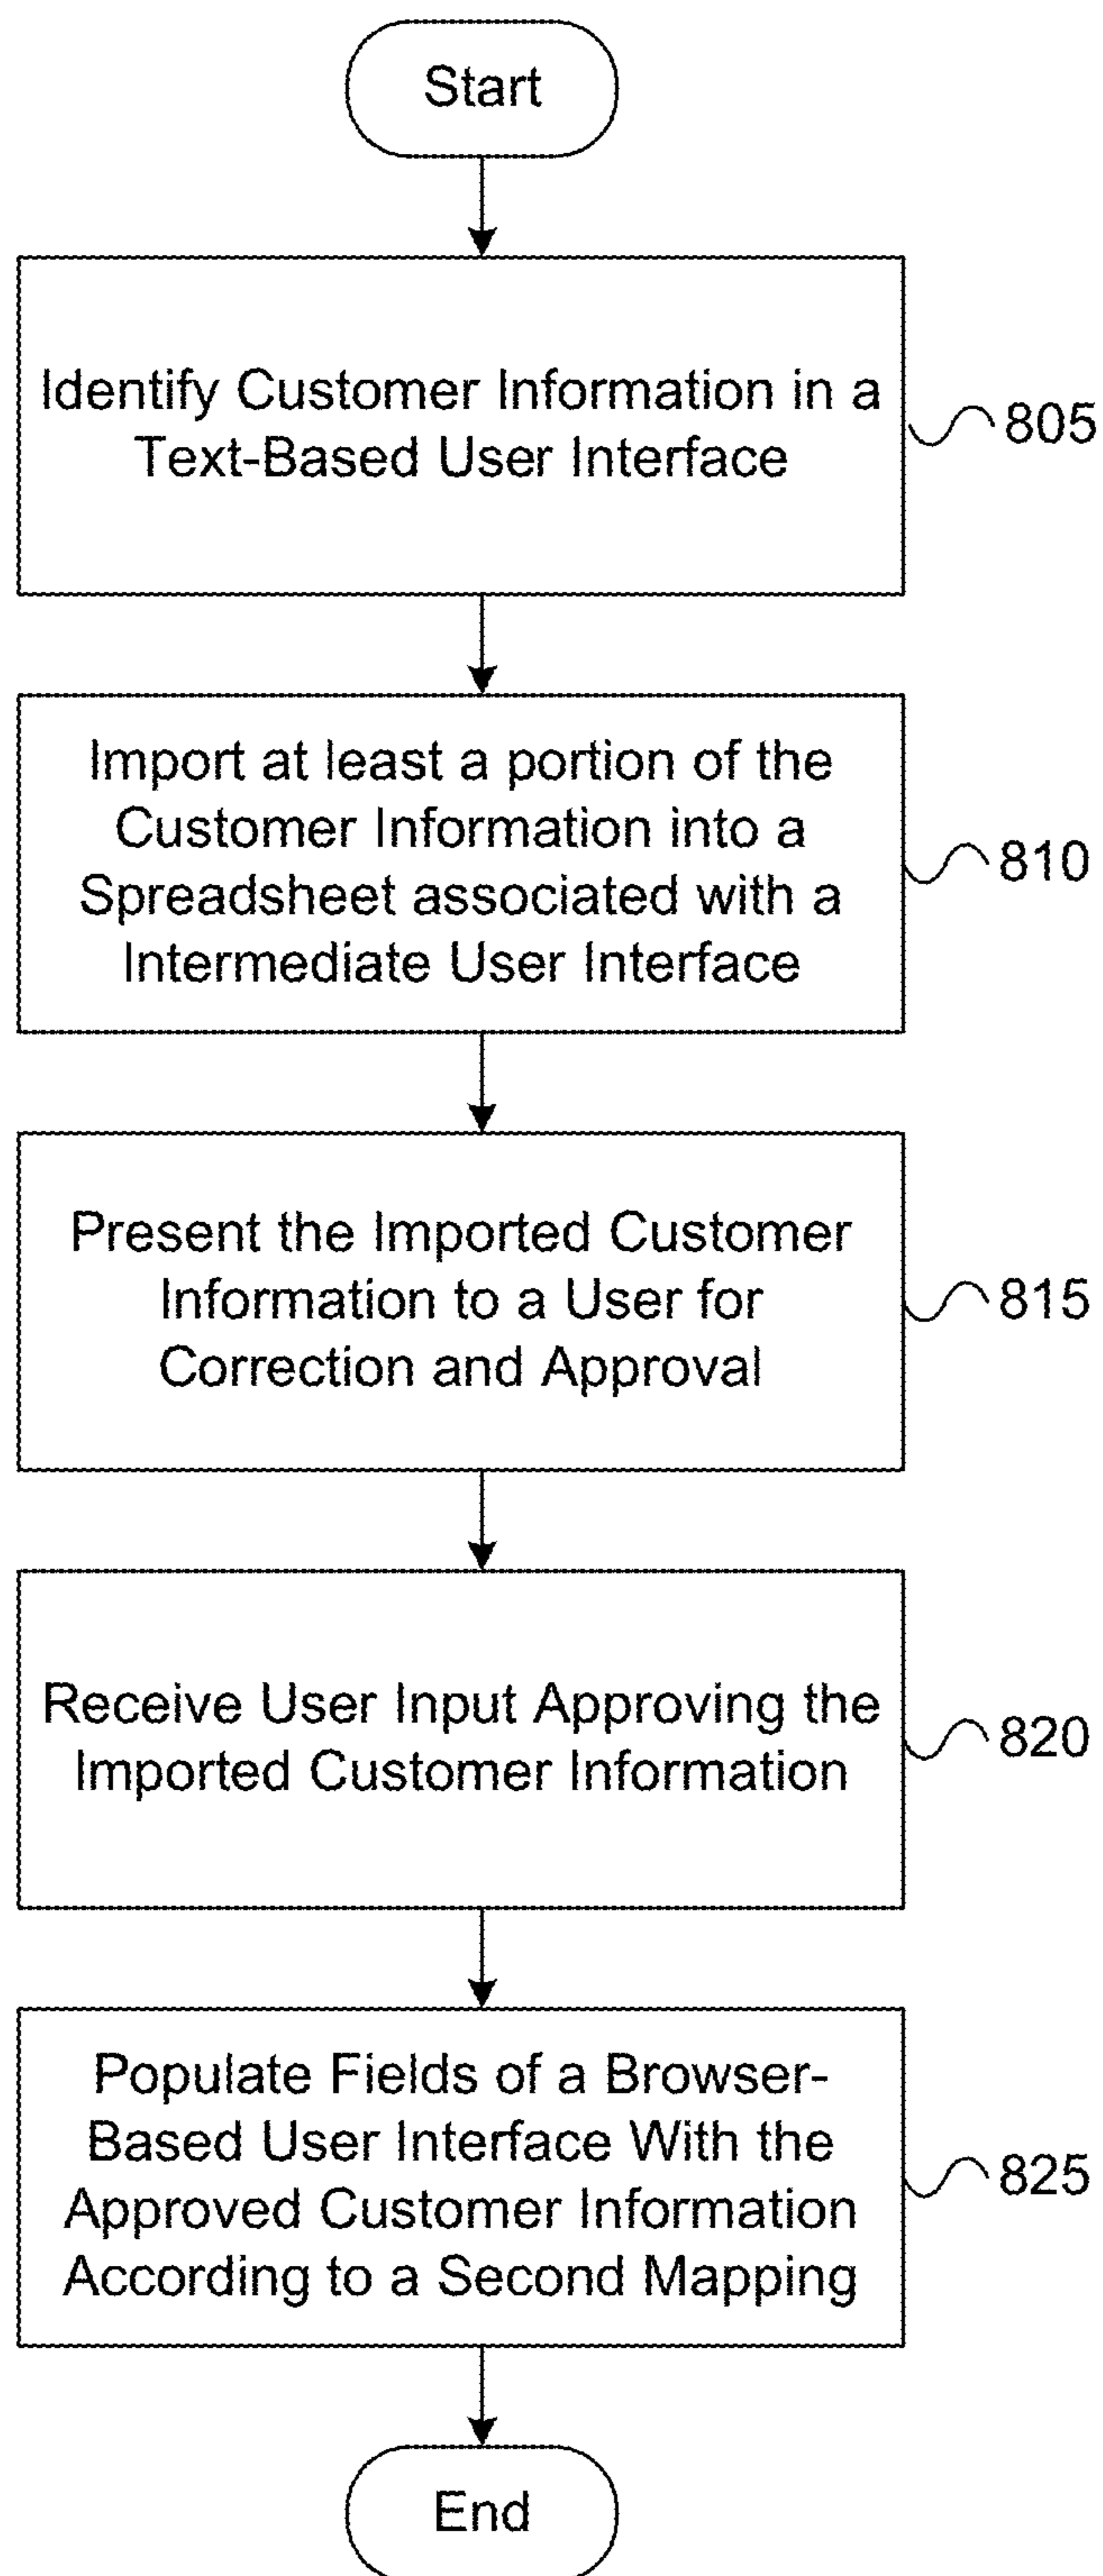 Start
Identify Customer Information in a
Text-Based User Interface
805
Import at least a portion of the
Customer Information into a
Spreadsheet associated with a
Intermediate User Interface
810
Present the Imported Customer
Information to a User for
Correction and Approval
815
Receive User Input Approving the
Imported Customer Information
820
Populate Fields of a Browser-
Based User Interface With the
Approved Customer Information
According to a Second Mapping
825
End